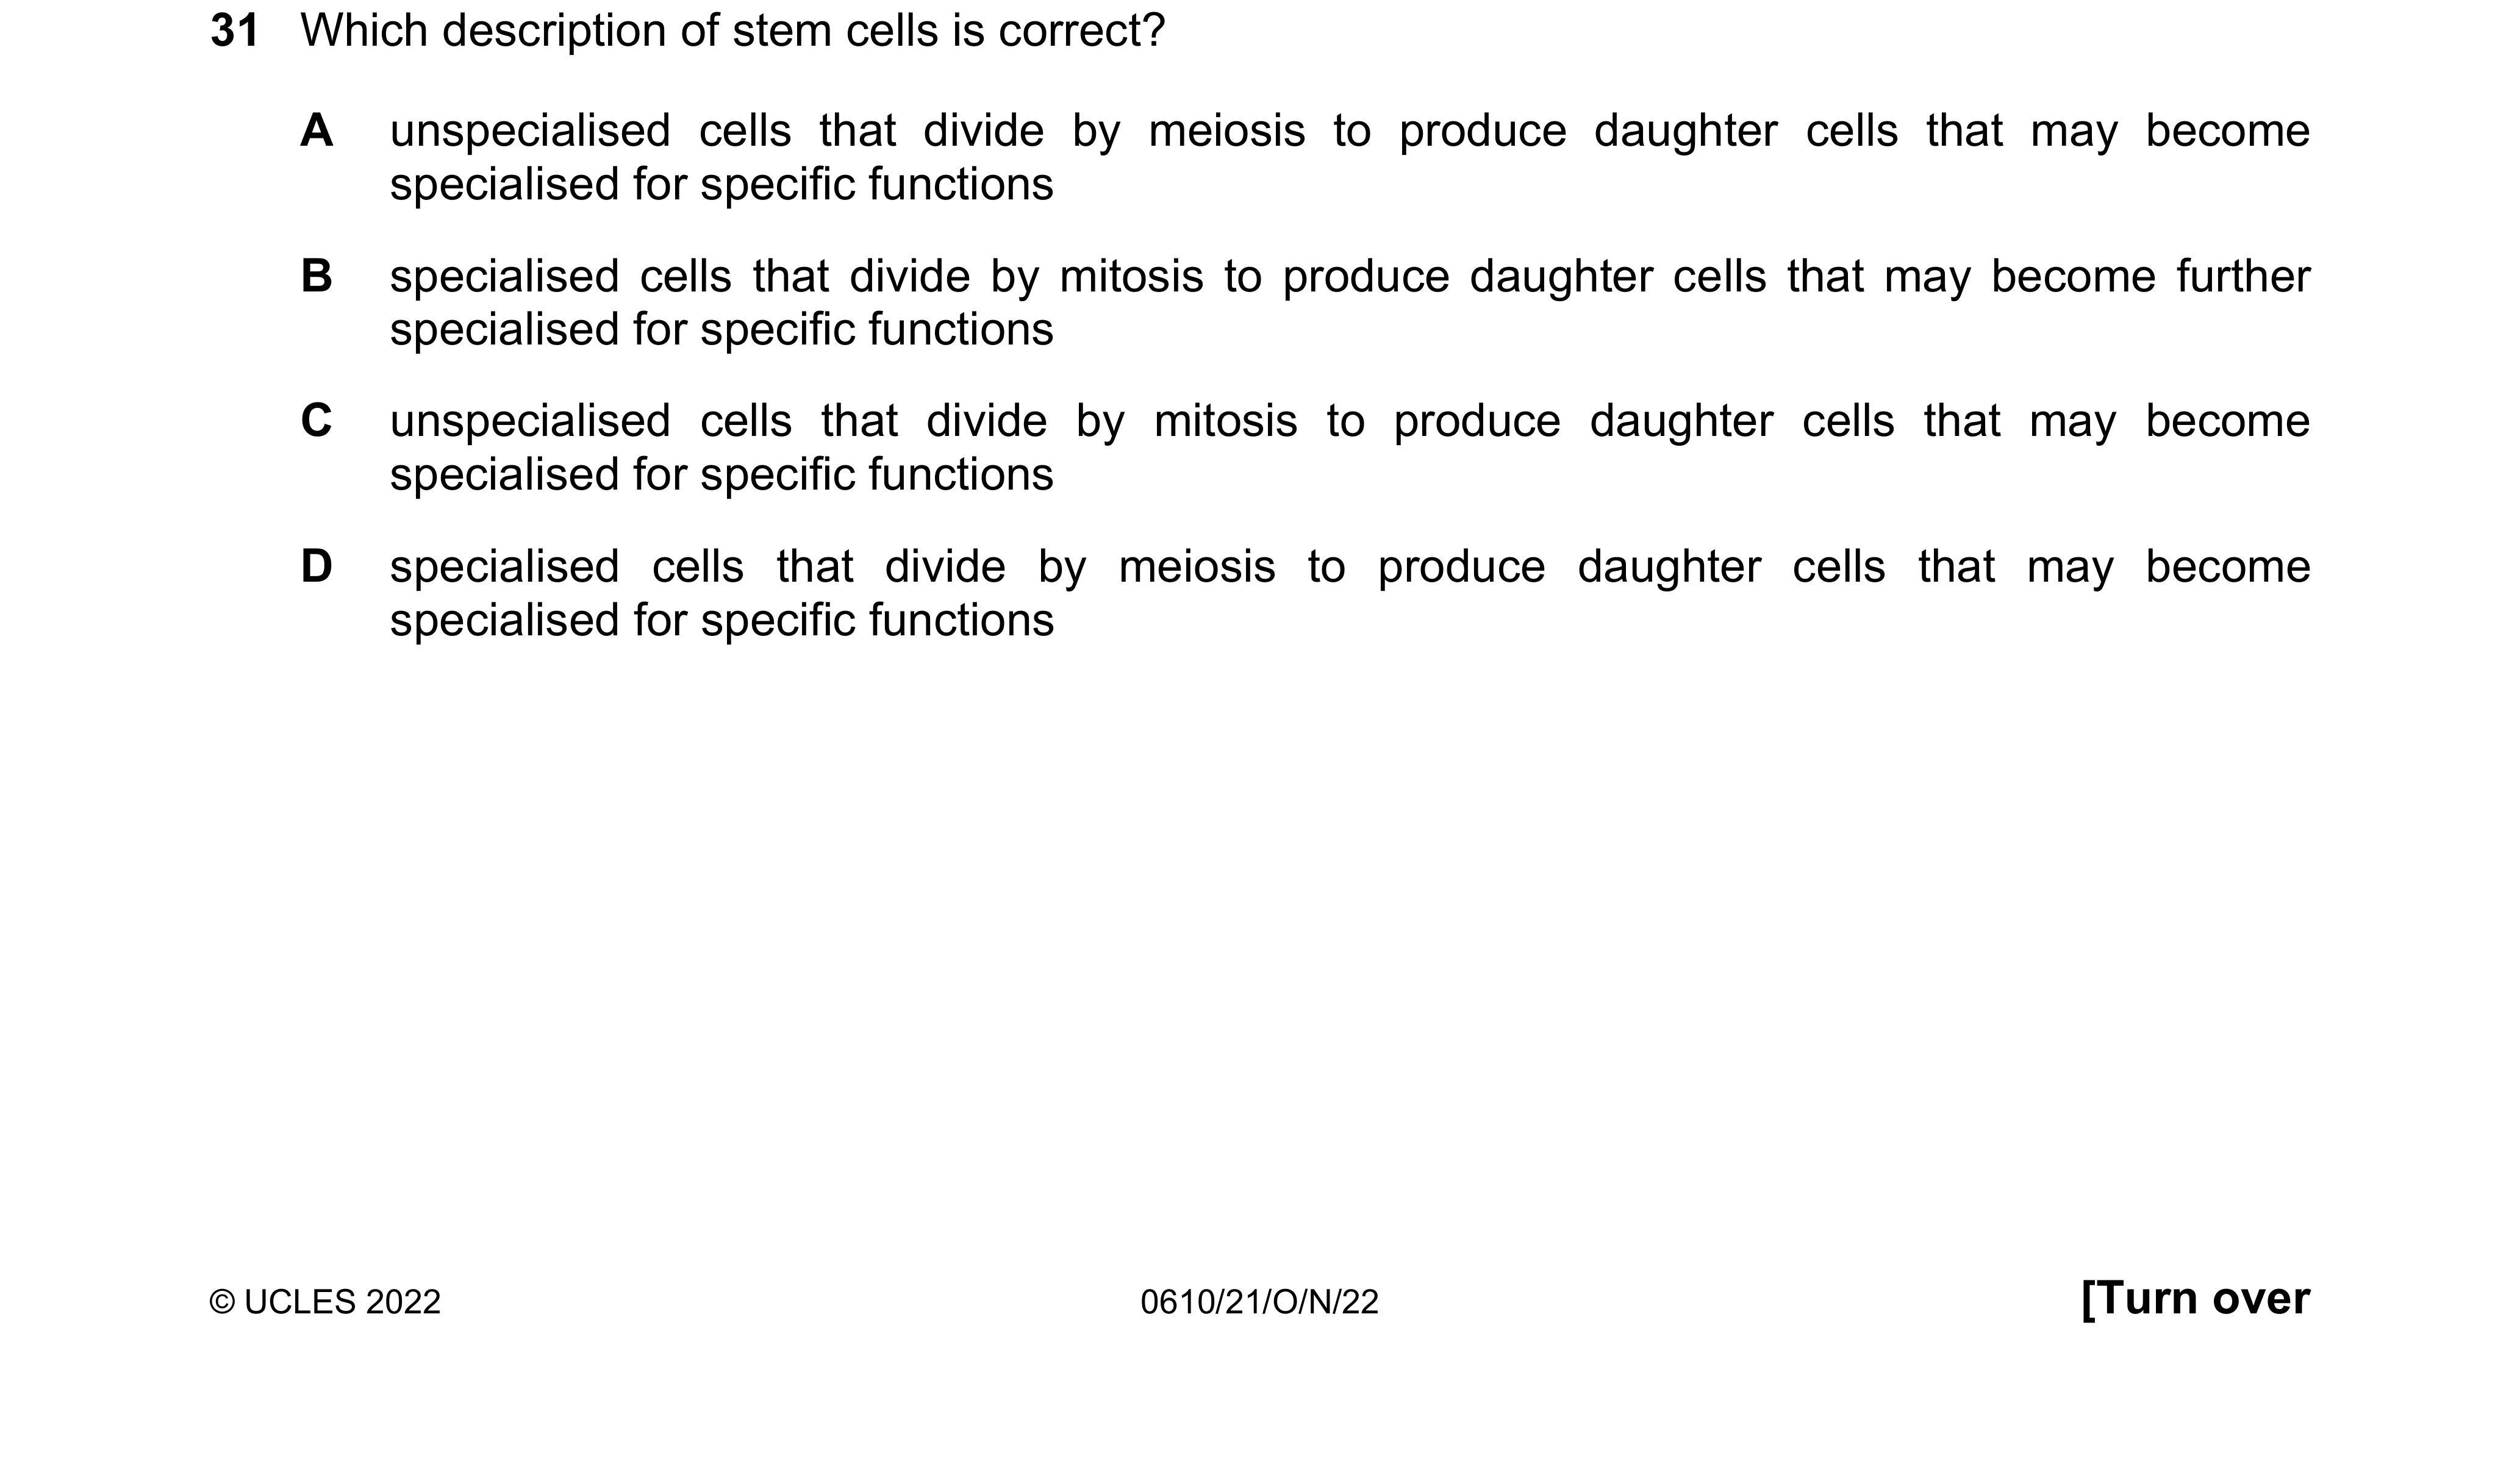 31 Which description of stem cells is correct?
A unspecialised cells that divide by meiosis to produce daughter cells that may become
specialised for specific functions
B specialised cells that divide by mitosis to produce daughter cells that may become further
specialised for specific functions
C unspecialised cells that divide by mitosis to produce daughter cells that may become
specialised for specific functions
D specialised cells that divide by meiosis to produce daughter cells that may become
specialised for specific functions
© UCLES 2022 0610/21/O/N/22 [Turn over